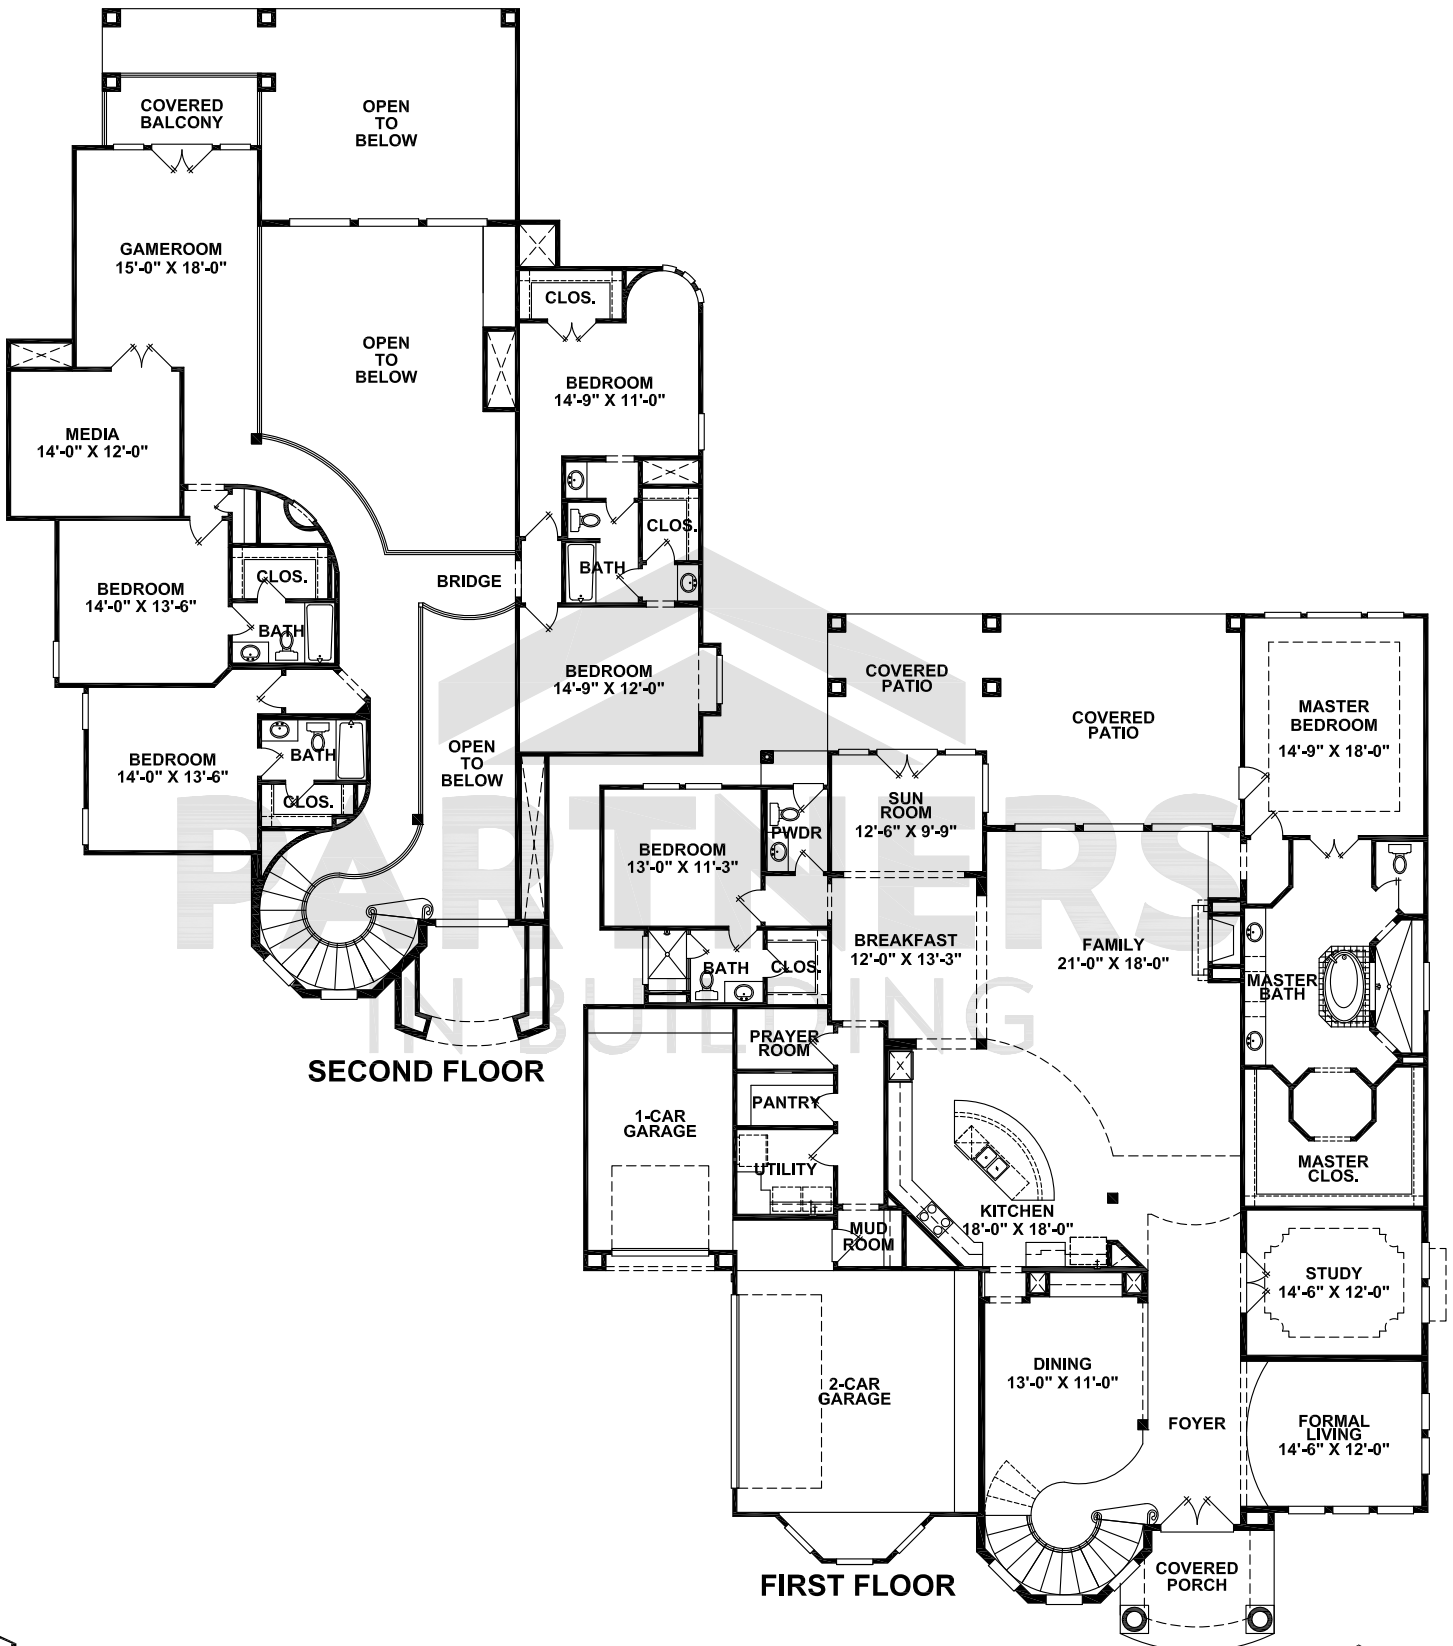 COVERED
BALCONY
OPEN
TO
BELOW
GAMEROOM
15'-0" X 18'-0"
CLOS.
OPEN
TO
BELOW
BEDROOM
14'-9" X 11'-0"
MEDIA
14'-0" X 12'-0"
CLOS.
BATH
BRIDGE
CLOS.
BEDROOM
14'-0" X 13'-6"
BATH
BEDROOM
14'-9" X 12'-0"
BEDROOM
14'-0" X 13'-6"
BATH
CLOS.
OPEN
TO
BELOW
SECOND FLOOR
PARTNERS
IN BUILDING
COVERED
PATIO
COVERED
PATIO
MASTER
BEDROOM
14'-9" X 18'-0"
SUN
ROOM
12'-6" X 9'-9"
PWDR
BEDROOM
13'-0" X 11'-3"
BREAKFAST
12'-0" X 13'-3"
FAMILY
21'-0" X 18'-0"
BATH
CLOS.
MASTER
BATH
PRAYER
ROOM
PANTRY
1-CAR
GARAGE
UTILITY
MASTER
CLOS.
KITCHEN
18'-0" X 18'-0"
MUD
ROOM
STUDY
14'-6" X 12'-0"
DINING
13'-0" X 11'-0"
2-CAR
GARAGE
FOYER
FORMAL
LIVING
14'-6" X 12'-0"
COVERED
PORCH
FIRST FLOOR